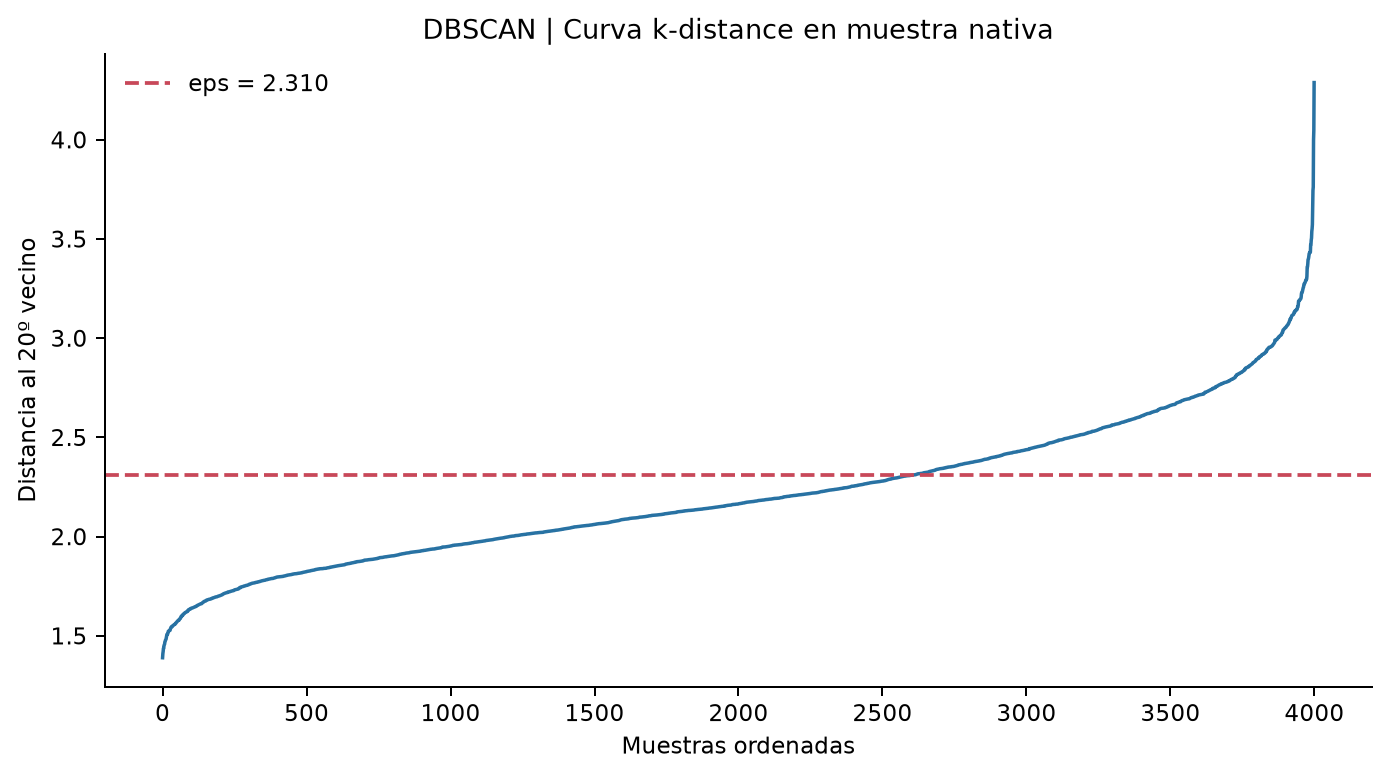 DBSCAN | Curva k-distance en muestra nativa
eps = 2.310
4.0
3.5
3.0
2.5
2.0
1.5
Distancia al 20º vecino
0 500 1000 1500 2000 2500 3000 3500 4000
Muestras ordenadas